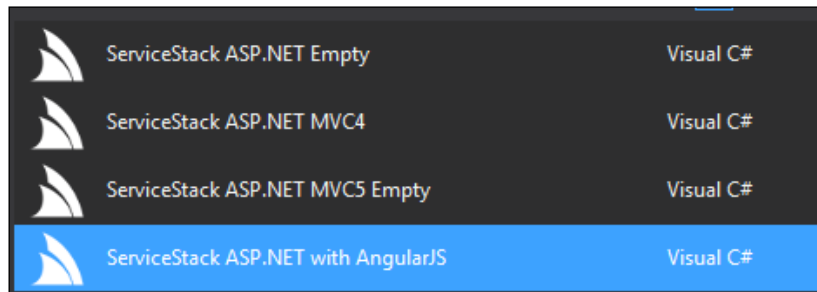 ServiceStack ASP.NET Empty Visual C#
ServiceStack ASP.NET MVC4 Visual C#
ServiceStack ASP.NET MVC5 Empty Visual C#
ServiceStack ASP.NET with AngularJS Visual C#